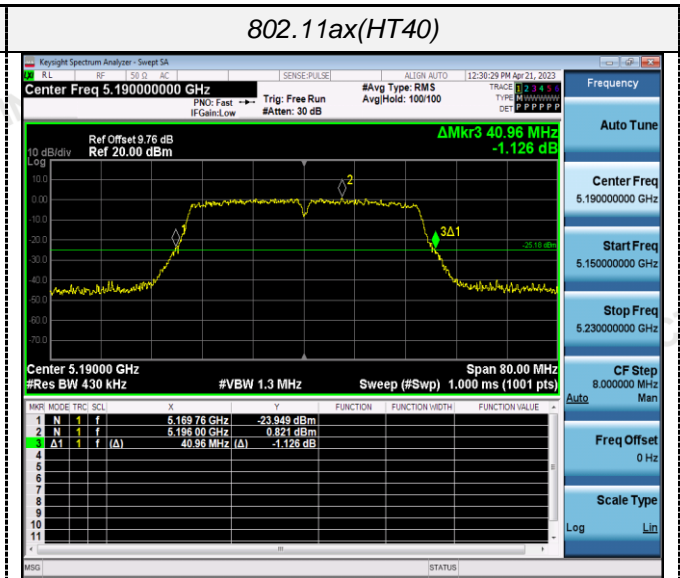 802.11ax(HT40)
Keysight Spectrum Analyzer - Swept SA
RL RF 50 Ω AC SENSE:PULSE ALIGN AUTO 12:30:29 PM Apr 21, 2023
Center Freq 5.190000000 GHz
PNO: Fast
IFGain:Low
Trig: Free Run
#Atten: 30 dB
#Avg Type: RMS
Avg|Hold: 100/100
TRACE 1 2 3 4 5 6
TYPE MWWWWW
DET P P P P P P
Frequency
Auto Tune
Center Freq
5.190000000 GHz
Start Freq
5.150000000 GHz
Stop Freq
5.230000000 GHz
CF Step
8.000000 MHz
Auto Man
Freq Offset
0 Hz
Scale Type
Log Lin
ΔMkr3 40.96 MHz
-1.126 dB
Ref Offset 9.76 dB
10 dB/div Ref 20.00 dBm
Log
10.0
0.00
-10.0
-20.0
-30.0
-40.0
-50.0
-60.0
-70.0
1
2
3Δ1
Center 5.19000 GHz Span 80.00 MHz
#Res BW 430 kHz #VBW 1.3 MHz Sweep (#Swp) 1.000 ms (1001 pts)
MKR MODE TRC SCL X Y FUNCTION FUNCTION WIDTH FUNCTION VALUE
1 N 1 f 5.169 76 GHz -23.949 dBm
2 N 1 f 5.196 00 GHz 0.821 dBm
3 Δ1 1 f (Δ) 40.96 MHz (Δ) -1.126 dB
4
5
6
7
8
9
10
11
MSG STATUS